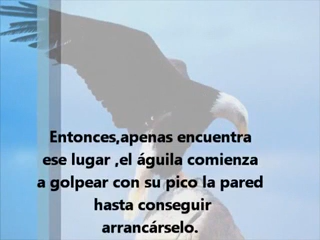 Entonces,apenas encuentra
ese lugar ,el águila comienza
a golpear con su pico la pared
hasta conseguir
arrancárselo.